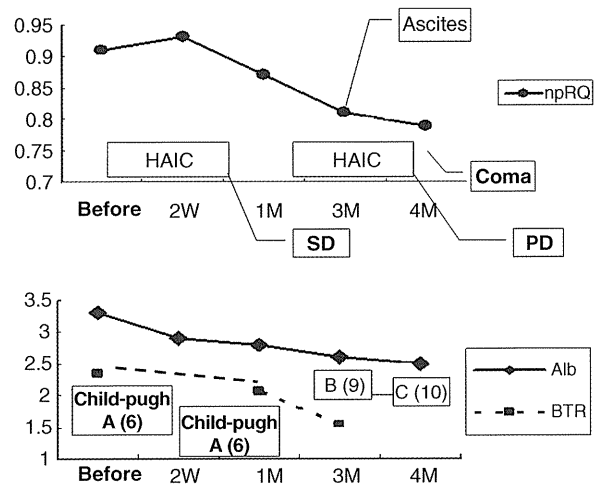 0.95
0.9
0.85
0.8
0.75
0.7
Ascites
npRQ
HAIC
HAIC
Coma
Before 2W 1M 3M 4M
SD
PD
3.5
3
2.5
2
1.5
1
Child-pugh
A (6)
Child-pugh
A (6)
B (9)
C (10)
Alb
BTR
Before 2W 1M 3M 4M